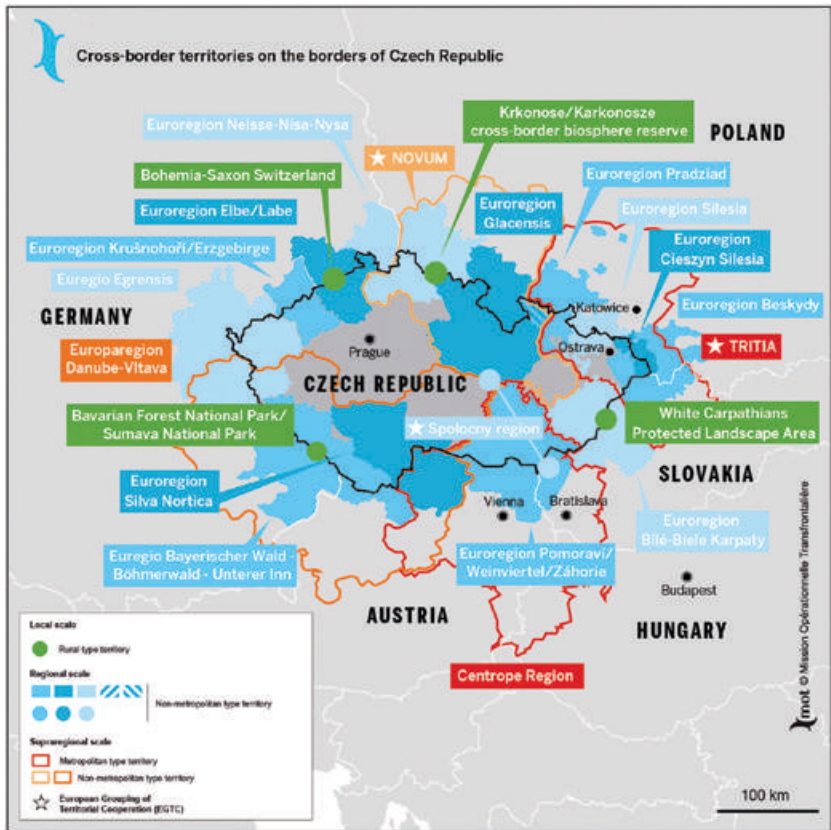 Cross-border territories on the borders of Czech Republic
Euroregion Neisse-Nisa-Nysa
Krkonose/Karkonosze
cross-border biosphere reserve
POLAND
☆ NOVUM
Bohemia-Saxon Switzerland
Euroregion Pradziad
Euroregion Elbe/Labe
Euroregion
Glacensis
Euroregion Silesia
Euroregion Krušnohoří/Erzgebirge
Euroregion
Cieszyn Silesia
Euregio Egrensis
GERMANY
Katowice
Euroregion Beskydy
Europaregion
Danube-Vltava
Prague
Ostrava
★ TRITIA
CZECH REPUBLIC
Bavarian Forest National Park/
Sumava National Park
★ Spolocny region
White Carpathians
Protected Landscape Area
SLOVAKIA
Euroregion
Silva Nortica
Vienna
Bratislava
Euregio Bayerischer Wald -
Böhmerwald - Unterer Inn
Euroregion Pomoraví/
Weinviertel/Záhorie
Euroregion
Bílé-Biele Karpaty
Budapest
AUSTRIA
HUNGARY
Centrope Region
Local scale
Rural type territory
Regional scale
Non-metropolitan type territory
Supraregional scale
Metropolitan type territory
Non-metropolitan type territory
European Grouping of
Territorial Cooperation (EGTC)
mot © Mission Opérationnelle Transfrontalière
100 km